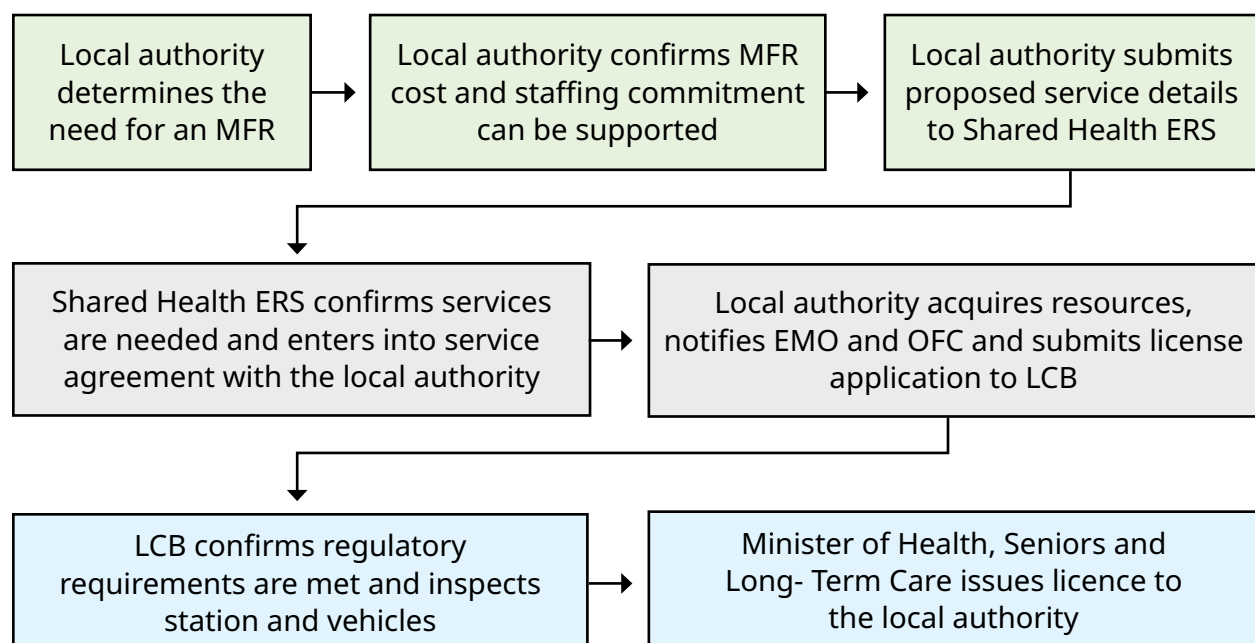 Local authority
determines the
need for an MFR
Local authority confirms MFR
cost and staffing commitment
can be supported
Local authority submits
proposed service details
to Shared Health ERS
Shared Health ERS confirms services
are needed and enters into service
agreement with the local authority
Local authority acquires resources,
notifies EMO and OFC and submits license
application to LCB
LCB confirms regulatory
requirements are met and inspects
station and vehicles
Minister of Health, Seniors and
Long- Term Care issues licence to
the local authority